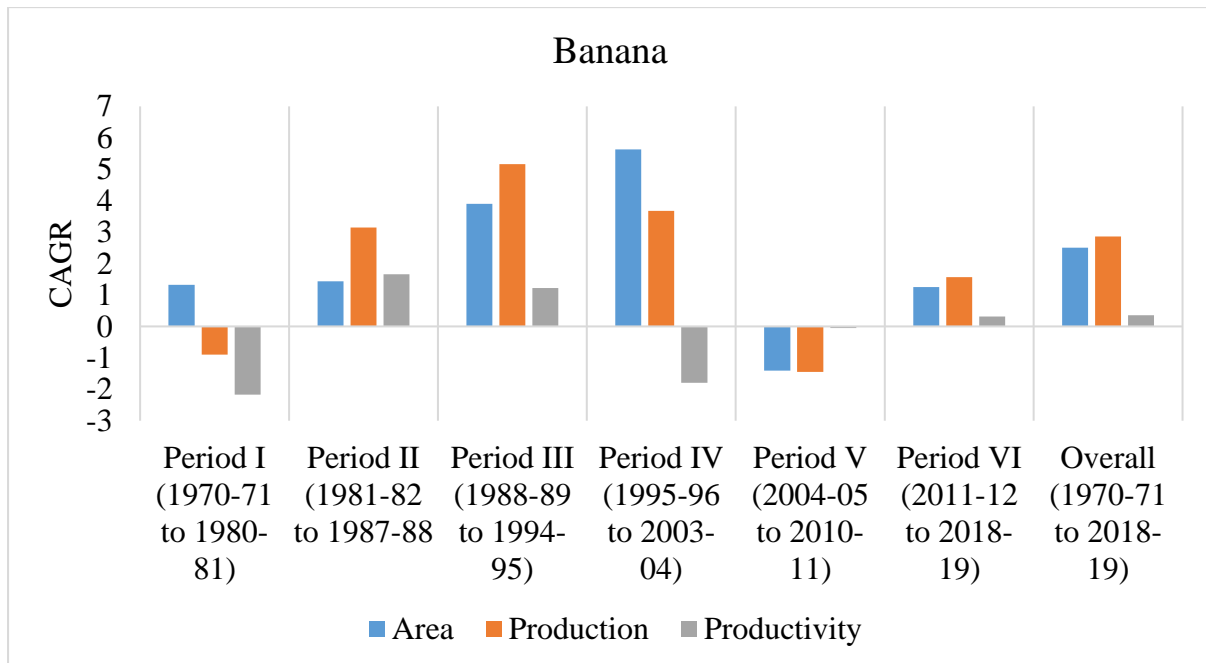 Banana
7
6
5
4
3
2
1
0
-1
-2
-3
CAGR
Period I
(1970-71
to 1980-
81)
Period II
(1981-82
to 1987-88
Period III
(1988-89
to 1994-
95)
Period IV
(1995-96
to 2003-
04)
Period V
(2004-05
to 2010-
11)
Period VI
(2011-12
to 2018-
19)
Overall
(1970-71
to 2018-
19)
Area
Production
Productivity